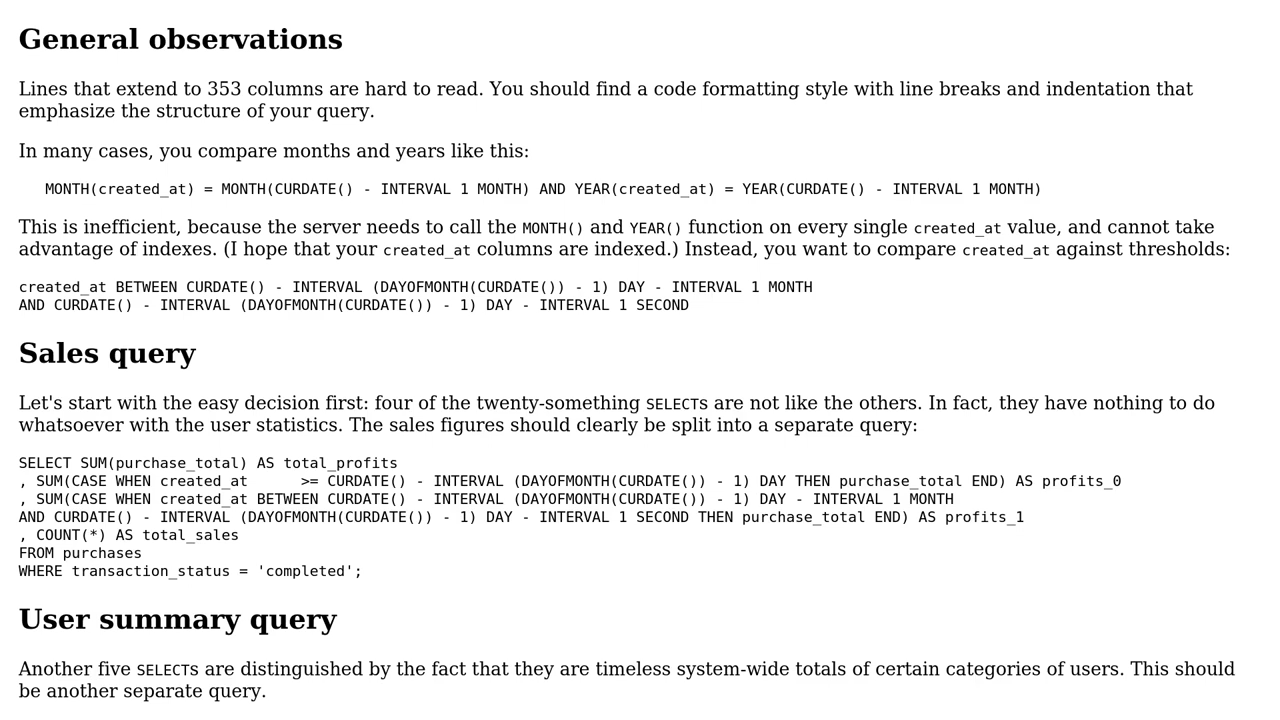 General observations
Lines that extend to 353 columns are hard to read. You should find a code formatting style with line breaks and indentation that
emphasize the structure of your query.
In many cases, you compare months and years like this:
MONTH(created_at) = MONTH(CURDATE() - INTERVAL 1 MONTH) AND YEAR(created_at) = YEAR(CURDATE() - INTERVAL 1 MONTH)
This is inefficient, because the server needs to call the MONTH() and YEAR() function on every single created_at value, and cannot take
advantage of indexes. (I hope that your created_at columns are indexed.) Instead, you want to compare created_at against thresholds:
created_at BETWEEN CURDATE() - INTERVAL (DAYOFMONTH(CURDATE()) - 1) DAY - INTERVAL 1 MONTH
AND CURDATE() - INTERVAL (DAYOFMONTH(CURDATE()) - 1) DAY - INTERVAL 1 SECOND
Sales query
Let's start with the easy decision first: four of the twenty-something SELECTs are not like the others. In fact, they have nothing to do
whatsoever with the user statistics. The sales figures should clearly be split into a separate query:
SELECT SUM(purchase_total) AS total_profits
, SUM(CASE WHEN created_at      >= CURDATE() - INTERVAL (DAYOFMONTH(CURDATE()) - 1) DAY THEN purchase_total END) AS profits_0
, SUM(CASE WHEN created_at BETWEEN CURDATE() - INTERVAL (DAYOFMONTH(CURDATE()) - 1) DAY - INTERVAL 1 MONTH
AND CURDATE() - INTERVAL (DAYOFMONTH(CURDATE()) - 1) DAY - INTERVAL 1 SECOND THEN purchase_total END) AS profits_1
, COUNT(*) AS total_sales
FROM purchases
WHERE transaction_status = 'completed';
User summary query
Another five SELECTs are distinguished by the fact that they are timeless system-wide totals of certain categories of users. This should
be another separate query.